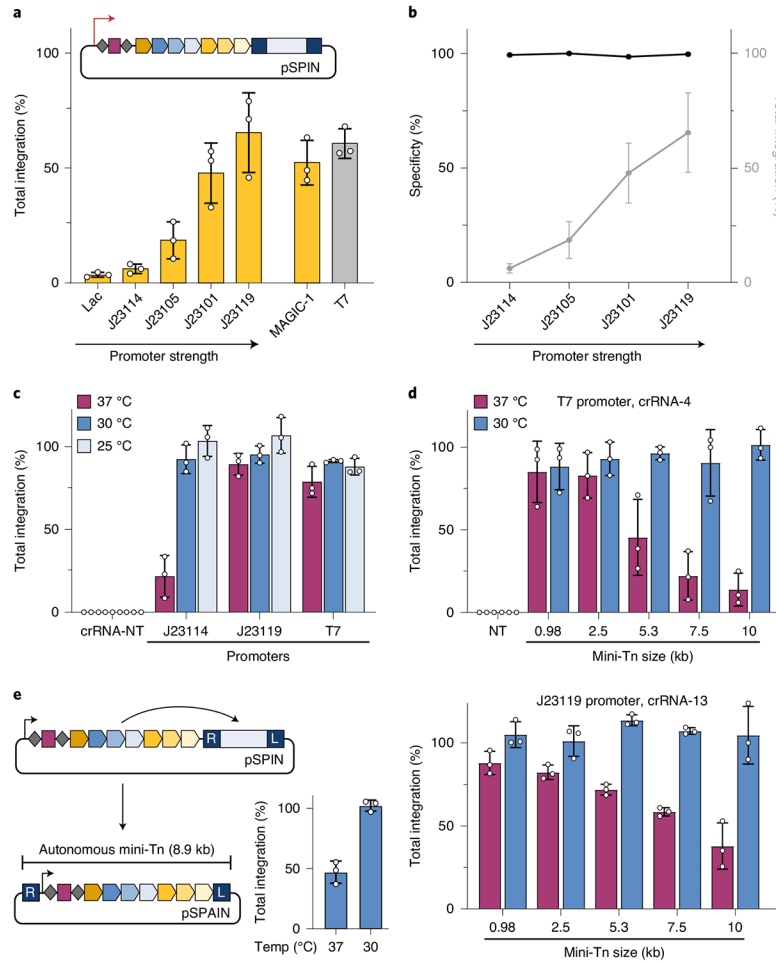 a
100
50
0
Total integration (%)
pSPIN
Lac
J23114
J23105
J23101
J23119
MAGIC-1
T7
Promoter strength
b
100
50
0
Specificty (%)
100
50
0
J23114
J23105
J23101
J23119
Promoter strength
c
37 °C
30 °C
25 °C
100
50
0
Total integration (%)
crRNA-NT
J23114
J23119
T7
Promoters
d
37 °C
30 °C
T7 promoter, crRNA-4
100
50
0
Total integration (%)
NT
0.98
2.5
5.3
7.5
10
Mini-Tn size (kb)
e
R
L
pSPIN
Autonomous mini-Tn (8.9 kb)
R
L
pSPAIN
100
50
0
Total integration (%)
Temp (°C)
37
30
J23119 promoter, crRNA-13
100
50
0
Total integration (%)
0.98
2.5
5.3
7.5
10
Mini-Tn size (kb)